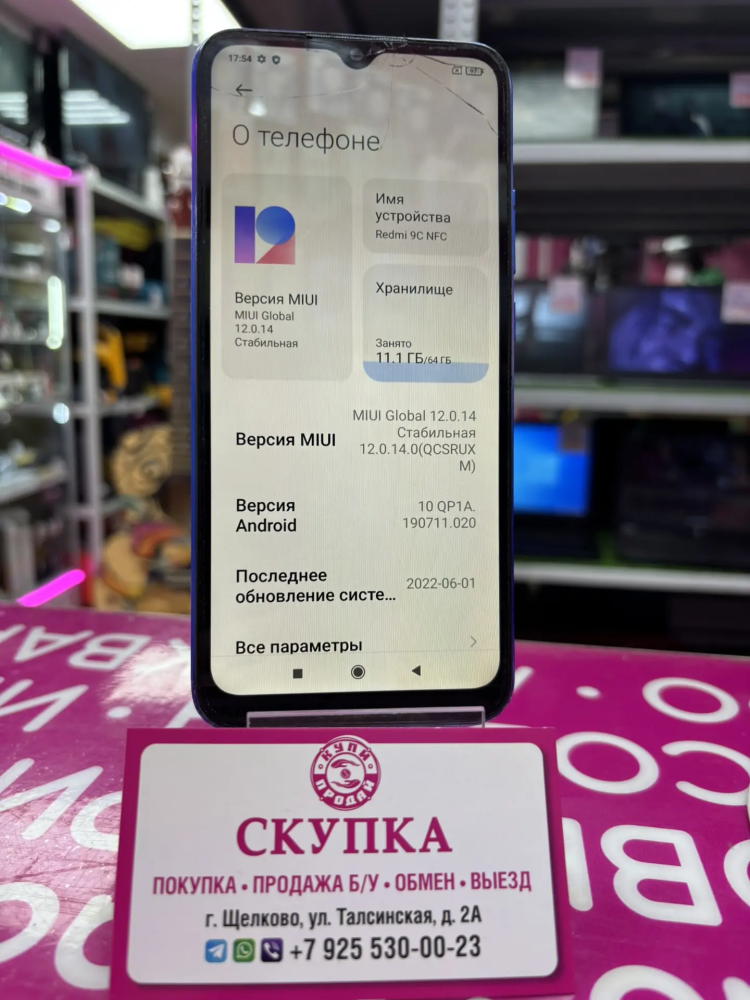 17:54
О телефоне
Версия MIUI
MIUI Global
12.0.14
Стабильная
Имя
устройства
Redmi 9C NFC
Хранилище
Занято
11.1 ГБ/64 ГБ
Версия MIUI
MIUI Global 12.0.14
Стабильная
12.0.14.0(QCSRUX
M)
Версия
Android
10 QP1A.
190711.020
Последнее
обновление систе...
2022-06-01
Все параметры
КУПИ
ПРОДАЙ
СКУПКА
ПОКУПКА • ПРОДАЖА Б/У • ОБМЕН • ВЫЕЗД
г. Щелково, ул. Талсинская, д. 2А
+7 925 530-00-23